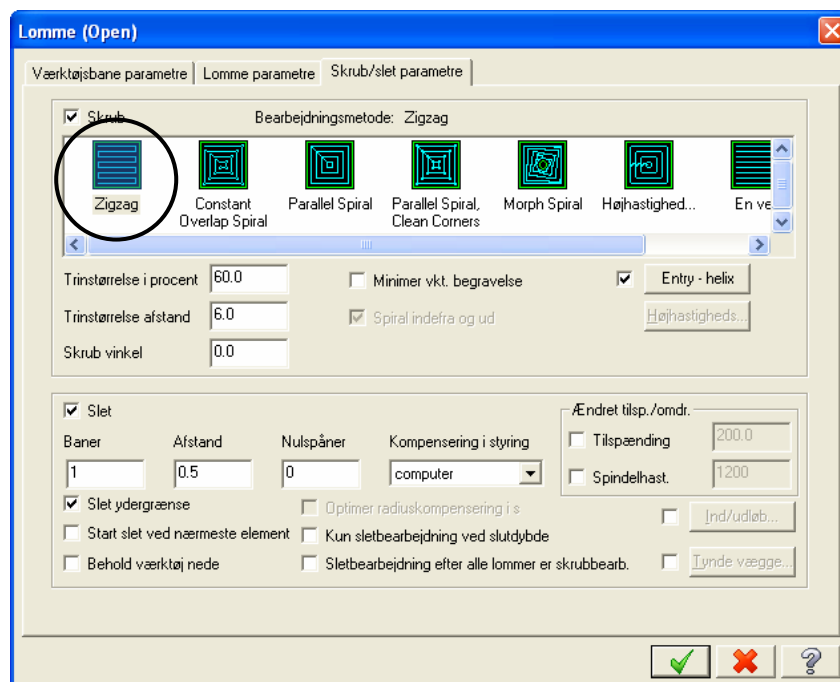 Lomme (Open)
Værktøjsbane parametre
Lomme parametre
Skrub/slet parametre
Skrub
Bearbejdningsmetode: Zigzag
Zigzag
Constant
Overlap Spiral
Parallel Spiral
Parallel Spiral,
Clean Corners
Morph Spiral
Højhastighed...
En ve
Trinstørrelse i procent
60.0
Minimer vkt. begravelse
Entry - helix
Trinstørrelse afstand
6.0
Spiral indefra og ud
Højhastigheds...
Skrub vinkel
0.0
Slet
Ændret tilsp./omdr.
Baner
Afstand
Nulspåner
Kompensering i styring
Tilspænding
200.0
1
0.5
0
computer
Spindelhast.
1200
Slet ydergrænse
Optimer radiuskompensering i s
Ind/udløb...
Start slet ved nærmeste element
Kun sletbearbejdning ved slutdybde
Behold værktøj nede
Sletbearbejdning efter alle lommer er skrubbearb.
Tynde vægge...